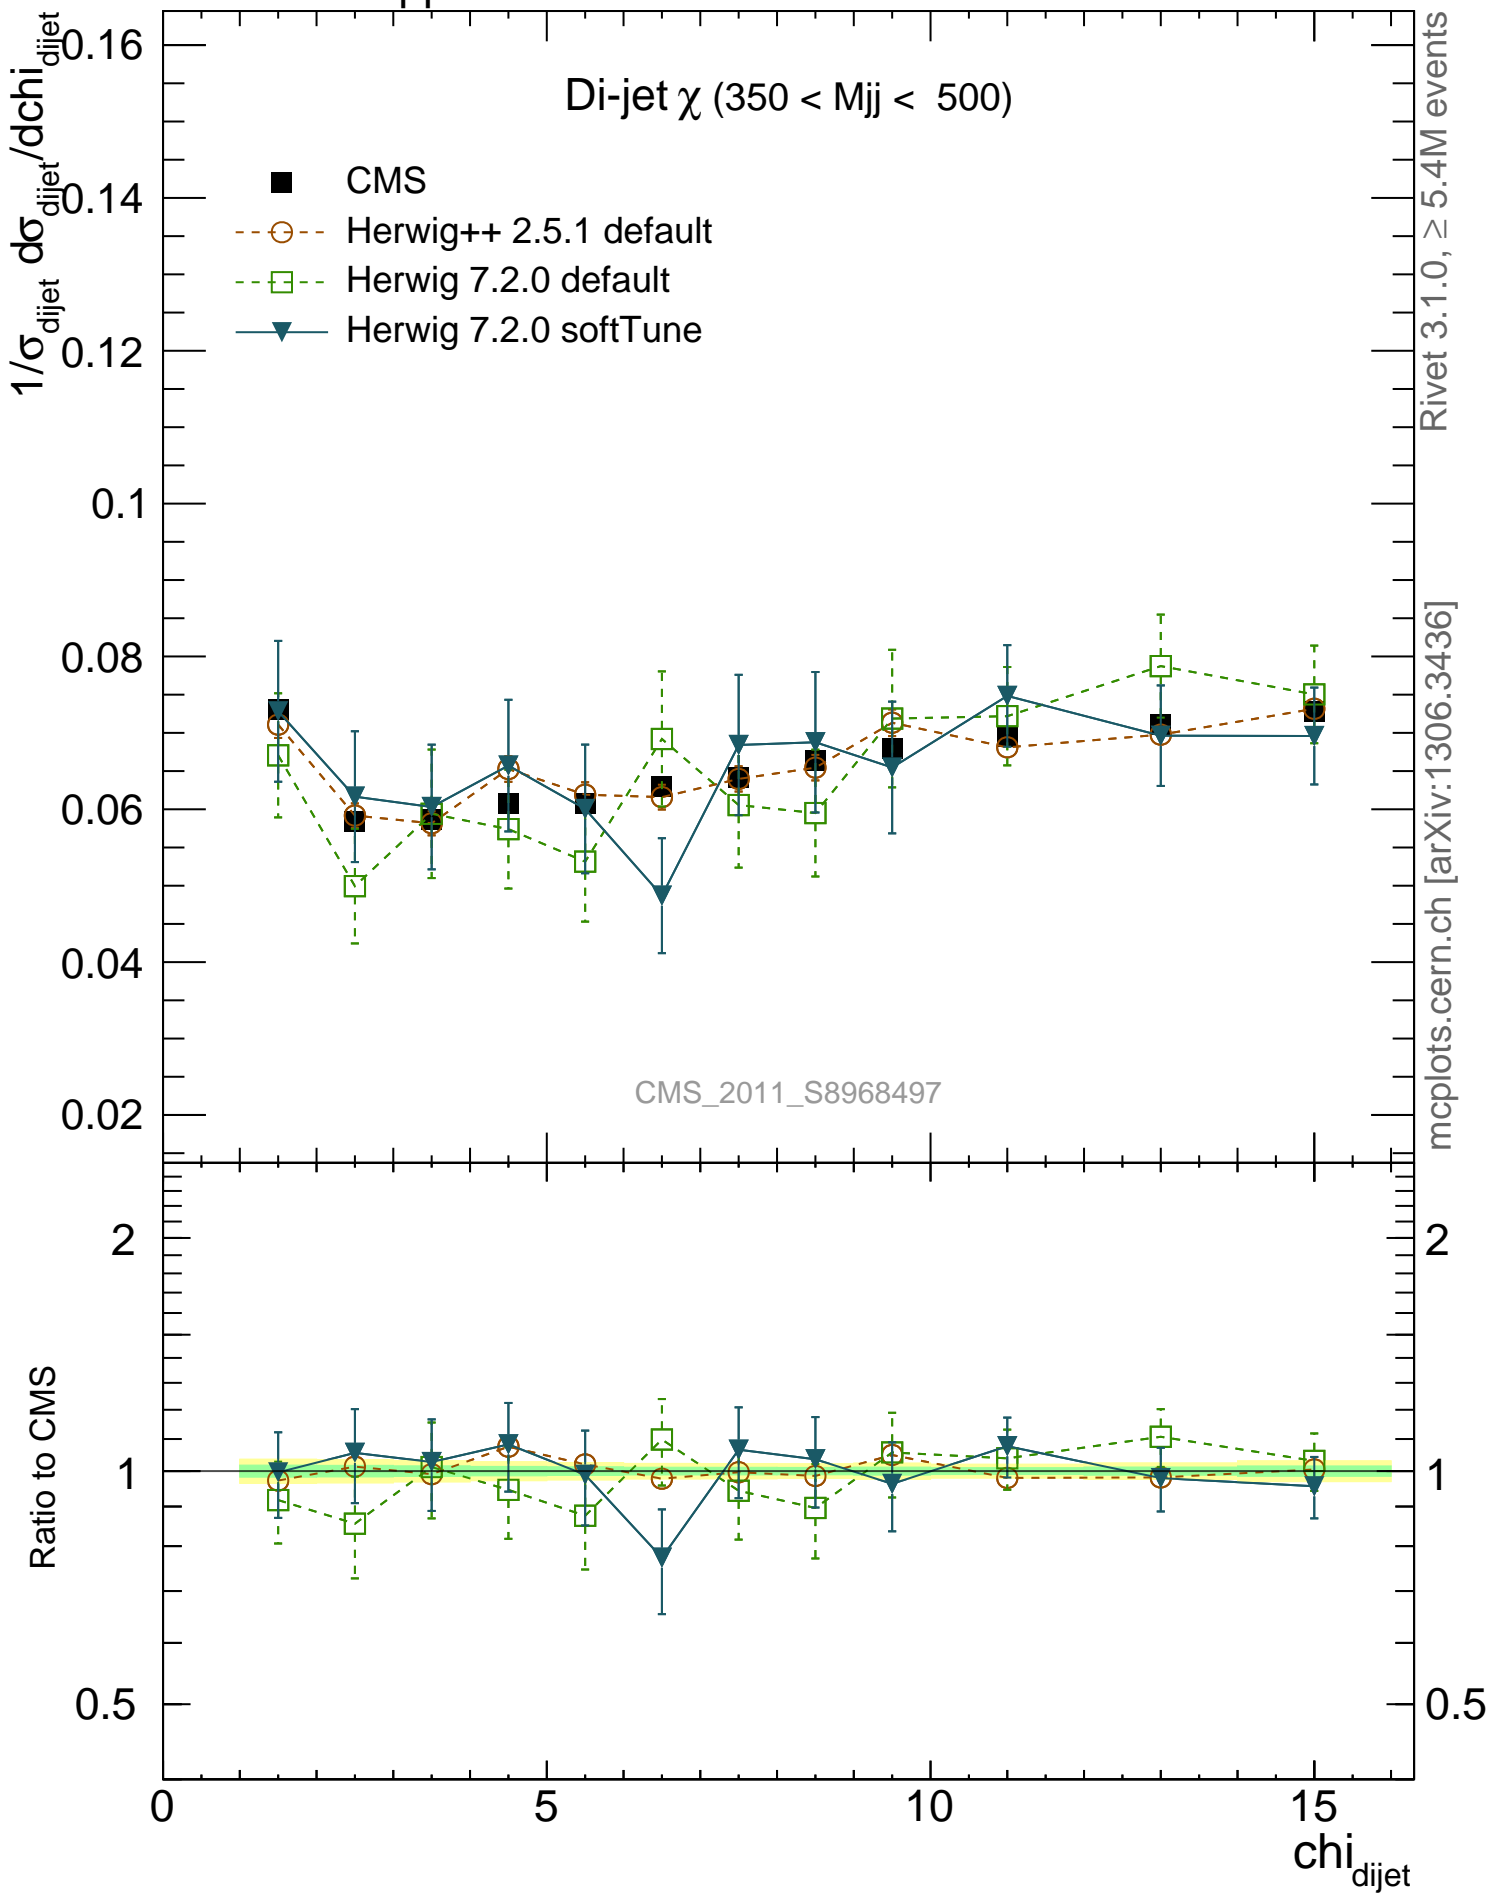 Di-jet χ (350 < Mjj < 500)
CMS
Herwig++ 2.5.1 default
Herwig 7.2.0 default
Herwig 7.2.0 softTune
1/σdijet dσdijet/dchidijet
0.16
0.14
0.12
0.1
0.08
0.06
0.04
0.02
CMS_2011_S8968497
Rivet 3.1.0, ≥ 5.4M events
mcplots.cern.ch [arXiv:1306.3436]
Ratio to CMS
2
1
0.5
2
1
0.5
0
5
10
15
chidijet